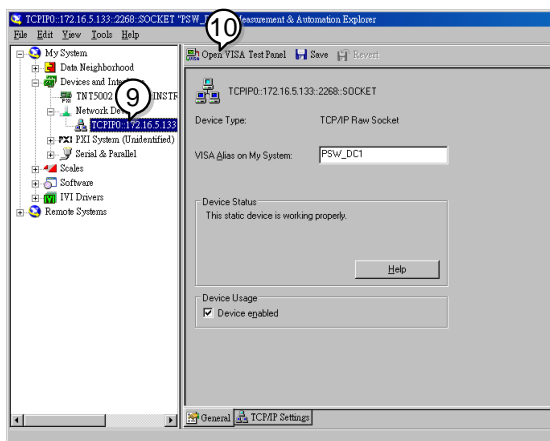 TCPIP0::172.16.5.133::2268::SOCKET "PSW_D Measurement & Automation Explorer
10
File Edit View Tools Help
My System
Data Neighborhood
Devices and Int
TNT5002 INSTR
9
Network De
TCPIP0::172.16.5.133
PXI PXI System (Unidentified)
Serial & Parallel
Scales
Software
IVI Drivers
Remote Systems
Open VISA Test Panel Save Revert
TCPIP0::172.16.5.133::2268::SOCKET
Device Type: TCP/IP Raw Socket
VISA Alias on My System: PSW_DC1
Device Status
This static device is working properly.
Help
Device Usage
Device enabled
General TCP/IP Settings